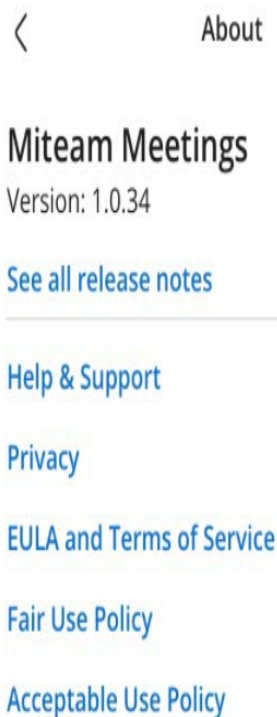 About
Miteam Meetings
Version: 1.0.34
See all release notes
Help & Support
Privacy
EULA and Terms of Service
Fair Use Policy
Acceptable Use Policy